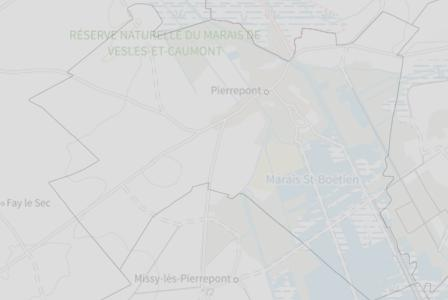 RÉSERVE NATURELLE DU MARAIS DE
VESLES-ET-CAUMONT
Pierrepont
Marais St-Boëtien
Fay le Sec
Missy-lès-Pierrepont